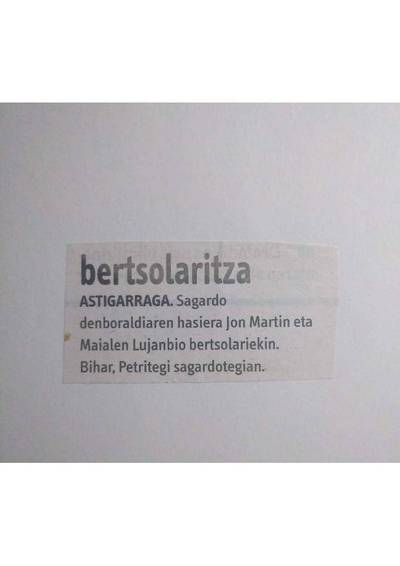 bertsolaritza
ASTIGARRAGA. Sagardo
denboraldiaren hasiera Jon Martin eta
Maialen Lujanbio bertsolariekin.
Bihar, Petritegi sagardotegian.